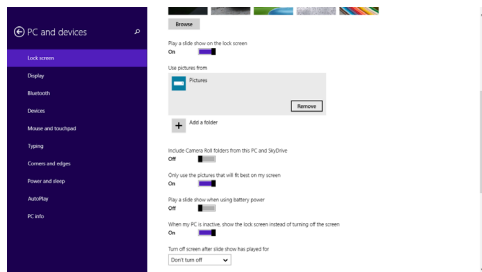 PC and devices
Lock screen
Display
Bluetooth
Devices
Mouse and touchpad
Typing
Corners and edges
Power and sleep
AutoPlay
PC info
Browse
Play a slide show on the lock screen
On
Use pictures from
Pictures
Remove
Add a folder
Include Camera Roll folders from this PC and SkyDrive
Off
Only use the pictures that will fit best on my screen
On
Play a slide show when using battery power
Off
When my PC is inactive, show the lock screen instead of turning off the screen
On
Turn off screen after slide show has played for
Don't turn off